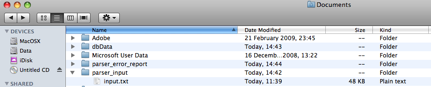 Documents
Name Date Modified Size Kind
DEVICES
MacOSX
Data
iDisk
Untitled CD
SHARED
Adobe 21 February 2009, 23:45 -- Folder
dbData Today, 14:43 -- Folder
Microsoft User Data 16 Decem...2008, 13:22 -- Folder
parser_error_report Today, 14:44 -- Folder
parser_input Today, 14:42 -- Folder
input.txt Today, 11:39 48 KB Plain text